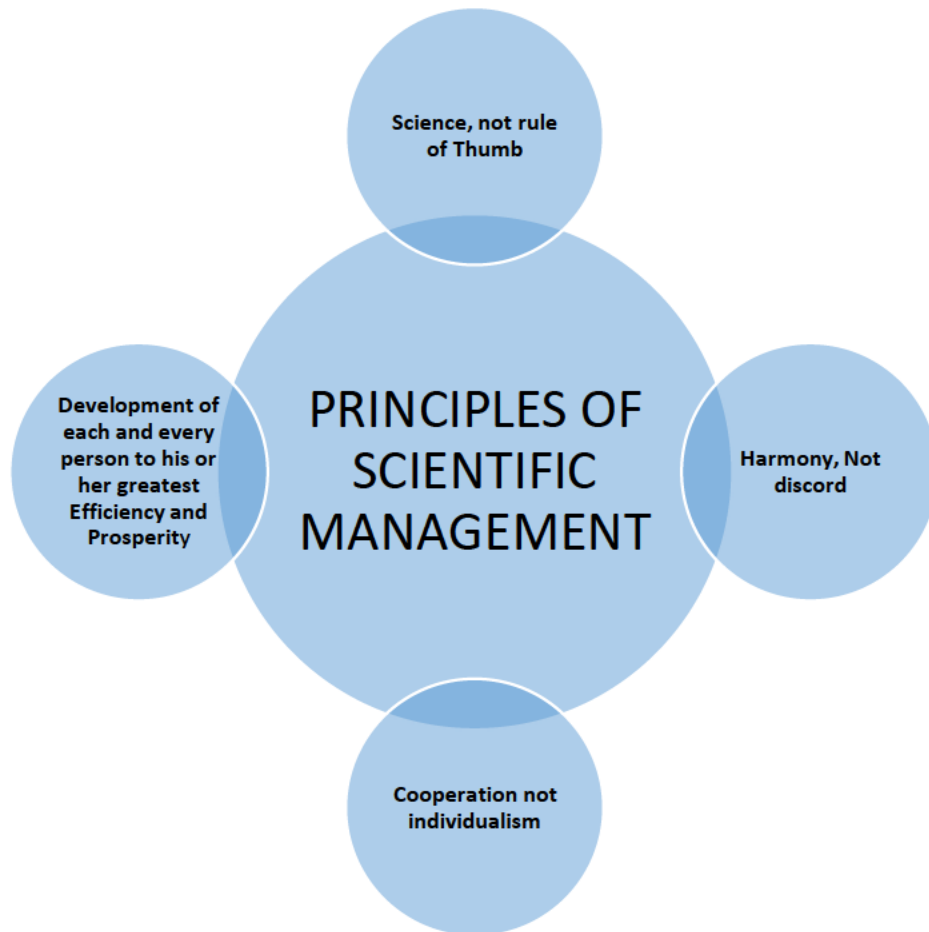 Science, not rule
of Thumb
PRINCIPLES OF
SCIENTIFIC
MANAGEMENT
Harmony, Not
discord
Cooperation not
individualism
Development of
each and every
person to his or
her greatest
Efficiency and
Prosperity